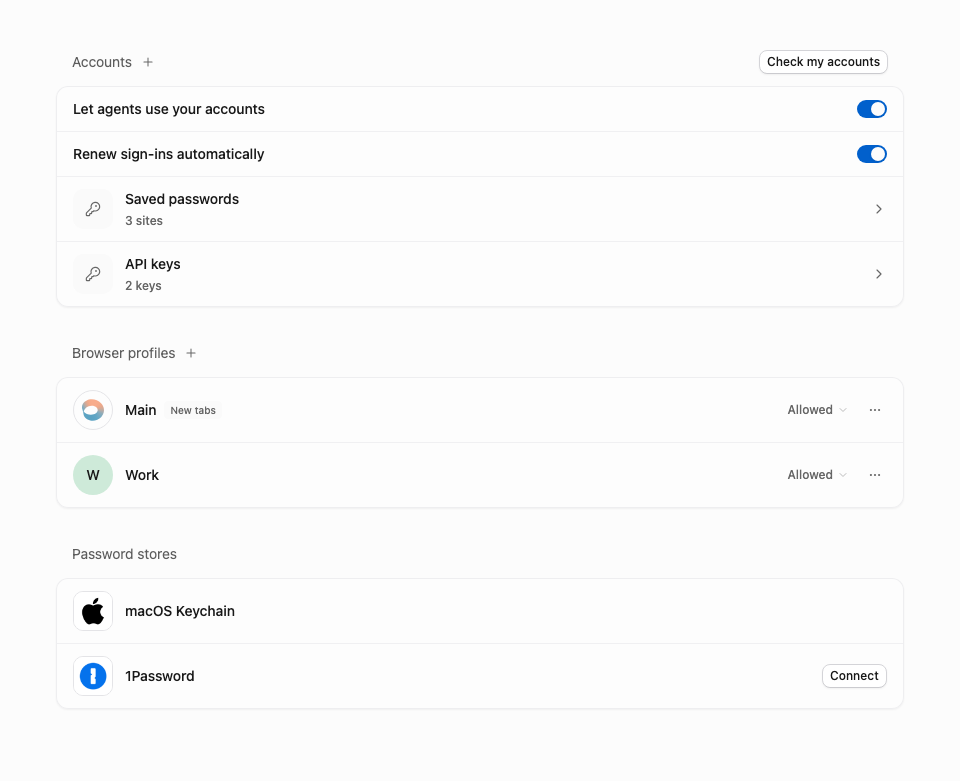 Accounts
Check my accounts
Let agents use your accounts
Renew sign-ins automatically
Saved passwords
3 sites
API keys
2 keys
Browser profiles
Main New tabs Allowed
W Work Allowed
Password stores
macOS Keychain
1Password Connect